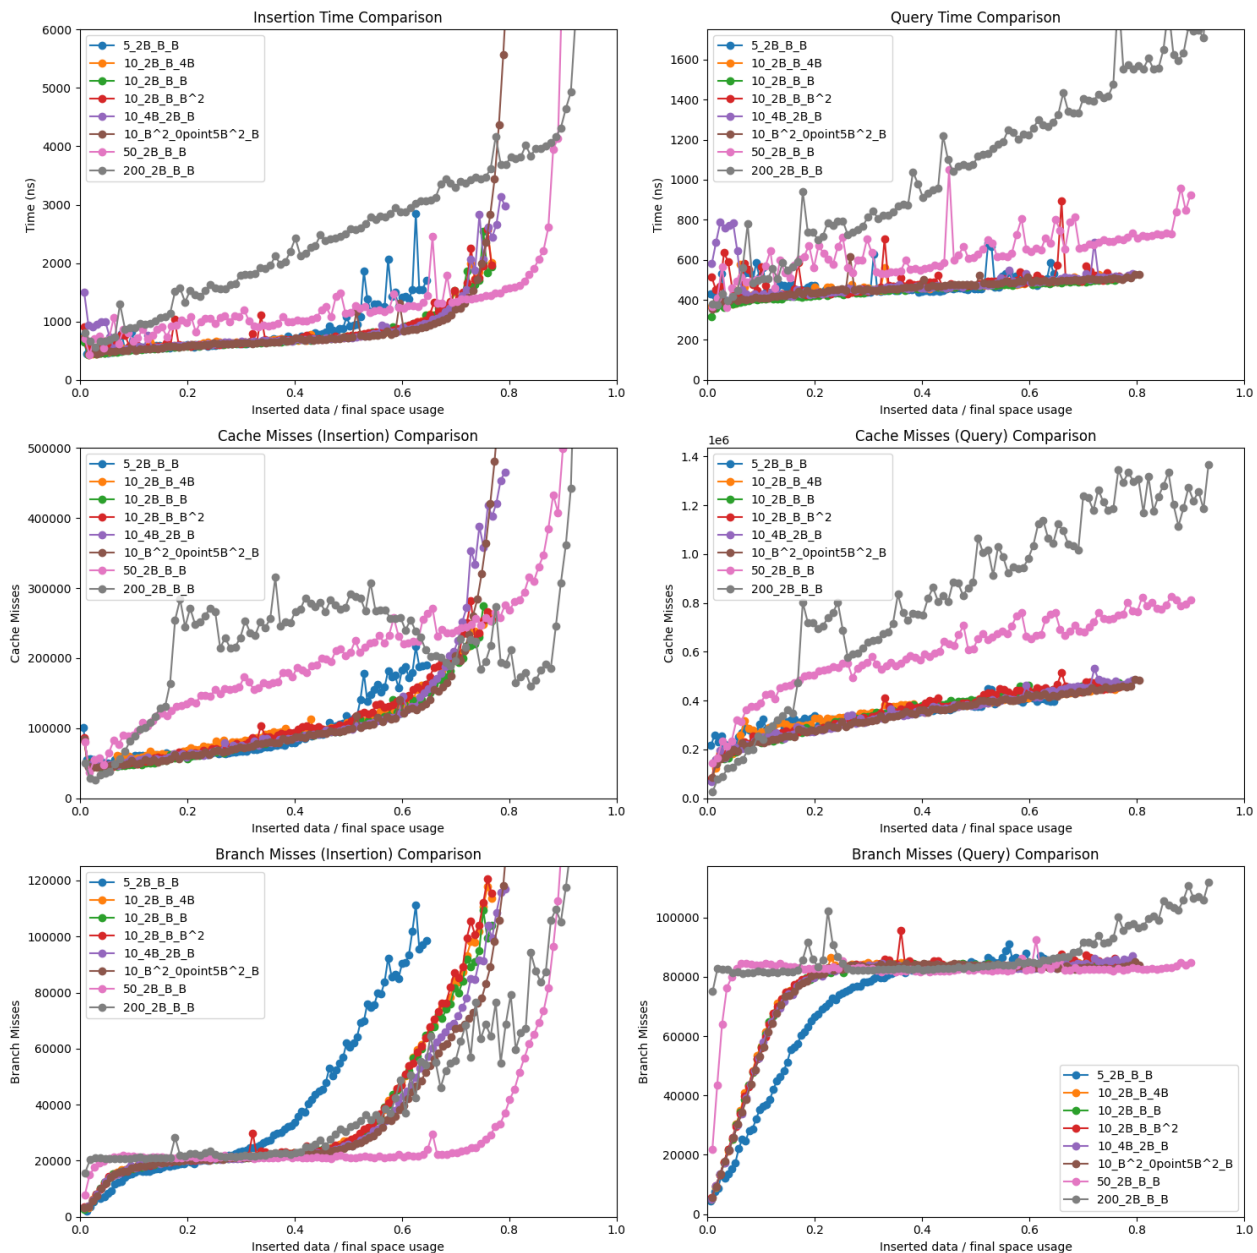 Insertion Time Comparison
6000
5000
4000
3000
2000
1000
0
Time (ns)
5_2B_B_B
10_2B_B_4B
10_2B_B_B
10_2B_B_B^2
10_4B_2B_B
10_B^2_0point5B^2_B
50_2B_B_B
200_2B_B_B
0.0 0.2 0.4 0.6 0.8 1.0
Inserted data / final space usage
Query Time Comparison
1600
1400
1200
1000
800
600
400
200
0
Time (ns)
5_2B_B_B
10_2B_B_4B
10_2B_B_B
10_2B_B_B^2
10_4B_2B_B
10_B^2_0point5B^2_B
50_2B_B_B
200_2B_B_B
0.0 0.2 0.4 0.6 0.8 1.0
Inserted data / final space usage
Cache Misses (Insertion) Comparison
500000
400000
300000
200000
100000
0
Cache Misses
5_2B_B_B
10_2B_B_4B
10_2B_B_B
10_2B_B_B^2
10_4B_2B_B
10_B^2_0point5B^2_B
50_2B_B_B
200_2B_B_B
0.0 0.2 0.4 0.6 0.8 1.0
Inserted data / final space usage
Cache Misses (Query) Comparison
1e6
1.4
1.2
1.0
0.8
0.6
0.4
0.2
0.0
Cache Misses
5_2B_B_B
10_2B_B_4B
10_2B_B_B
10_2B_B_B^2
10_4B_2B_B
10_B^2_0point5B^2_B
50_2B_B_B
200_2B_B_B
0.0 0.2 0.4 0.6 0.8 1.0
Inserted data / final space usage
Branch Misses (Insertion) Comparison
120000
100000
80000
60000
40000
20000
0
Branch Misses
5_2B_B_B
10_2B_B_4B
10_2B_B_B
10_2B_B_B^2
10_4B_2B_B
10_B^2_0point5B^2_B
50_2B_B_B
200_2B_B_B
0.0 0.2 0.4 0.6 0.8 1.0
Inserted data / final space usage
Branch Misses (Query) Comparison
100000
80000
60000
40000
20000
0
Branch Misses
5_2B_B_B
10_2B_B_4B
10_2B_B_B
10_2B_B_B^2
10_4B_2B_B
10_B^2_0point5B^2_B
50_2B_B_B
200_2B_B_B
0.0 0.2 0.4 0.6 0.8 1.0
Inserted data / final space usage